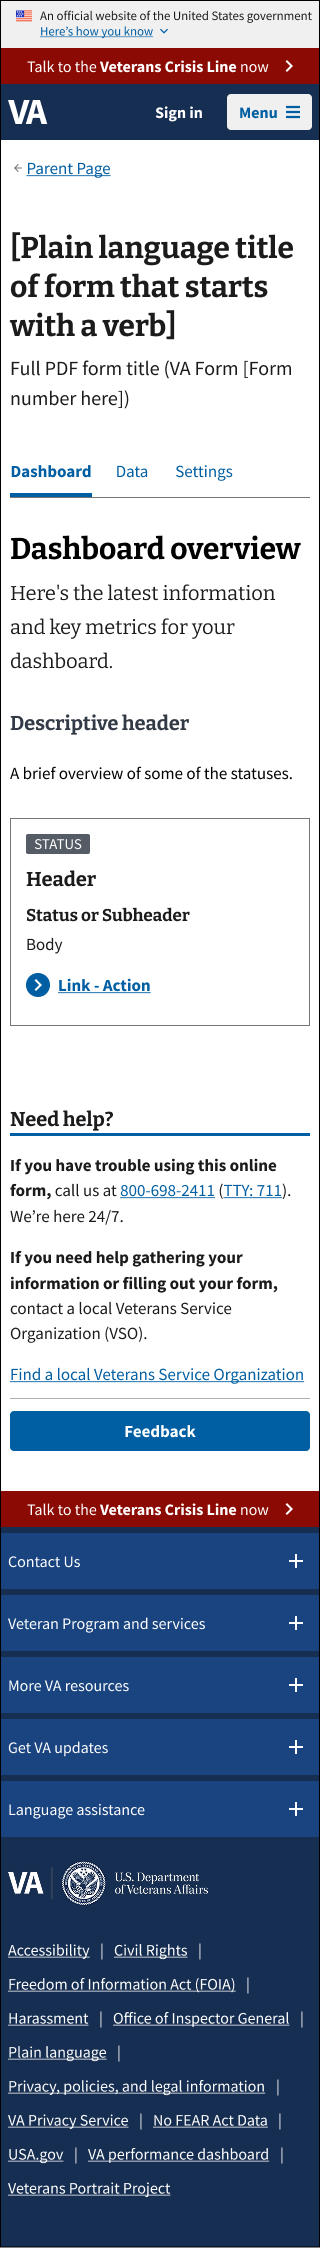 An official website of the United States government
Here’s how you know
Talk to the Veterans Crisis Line now
VA
Sign in
Menu
Parent Page
[Plain language title
of form that starts
with a verb]
Full PDF form title (VA Form [Form
number here])
Dashboard Data Settings
Dashboard overview
Here's the latest information
and key metrics for your
dashboard.
Descriptive header
A brief overview of some of the statuses.
STATUS
Header
Status or Subheader
Body
Link - Action
Need help?
If you have trouble using this online
form, call us at 800-698-2411 (TTY: 711).
We’re here 24/7.
If you need help gathering your
information or filling out your form,
contact a local Veterans Service
Organization (VSO).
Find a local Veterans Service Organization
Feedback
Talk to the Veterans Crisis Line now
Contact Us
Veteran Program and services
More VA resources
Get VA updates
Language assistance
VA
U.S. Department
of Veterans Affairs
Accessibility | Civil Rights |
Freedom of Information Act (FOIA) |
Harassment | Office of Inspector General |
Plain language |
Privacy, policies, and legal information |
VA Privacy Service | No FEAR Act Data |
USA.gov | VA performance dashboard |
Veterans Portrait Project